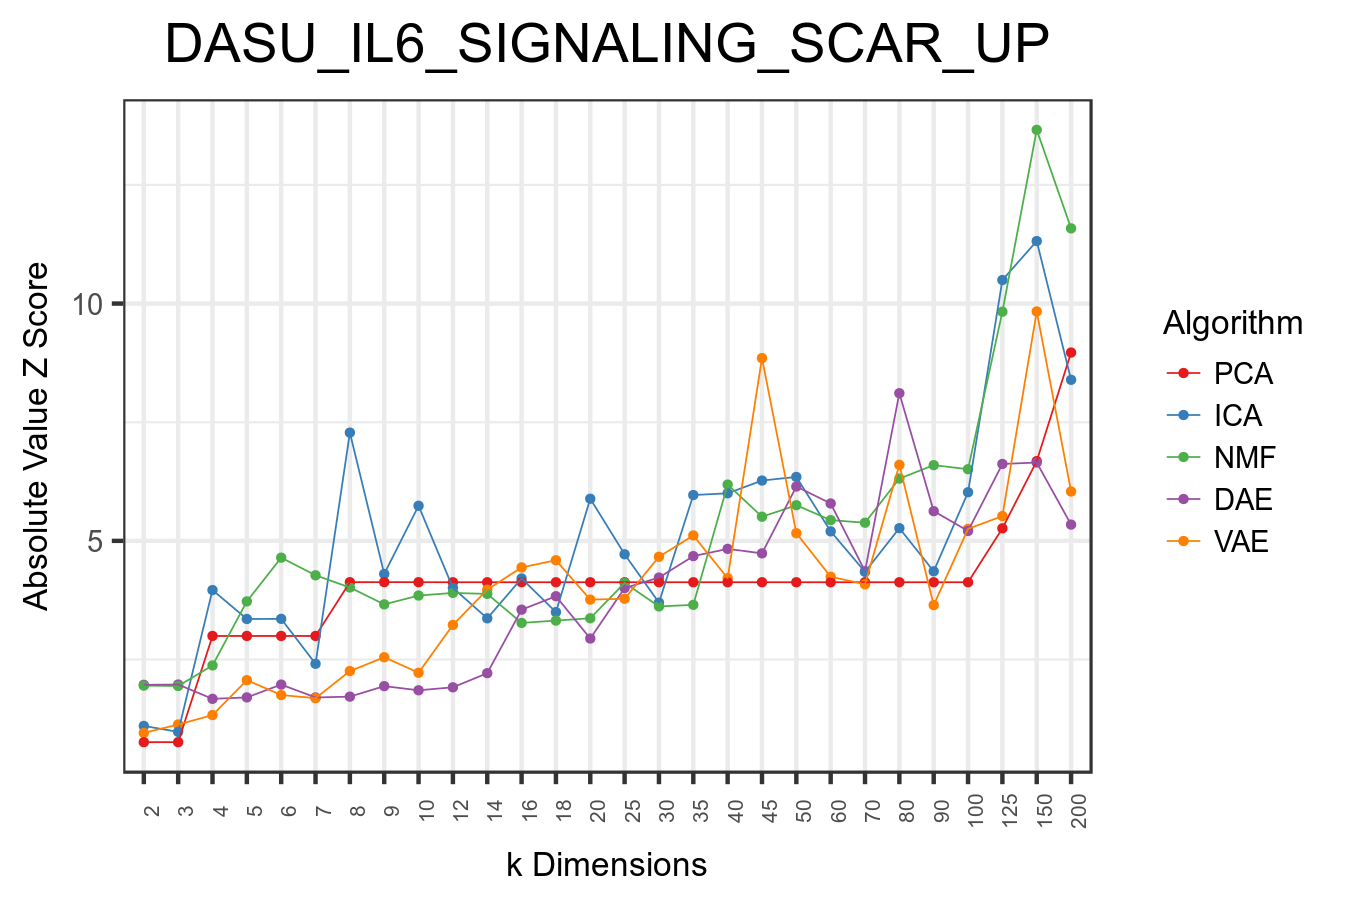 DASU_IL6_SIGNALING_SCAR_UP
Absolute Value Z Score
10
5
2 3 4 5 6 7 8 9 10 12 14 16 18 20 25 30 35 40 45 50 60 70 80 90 100 125 150 200
k Dimensions
Algorithm
PCA
ICA
NMF
DAE
VAE